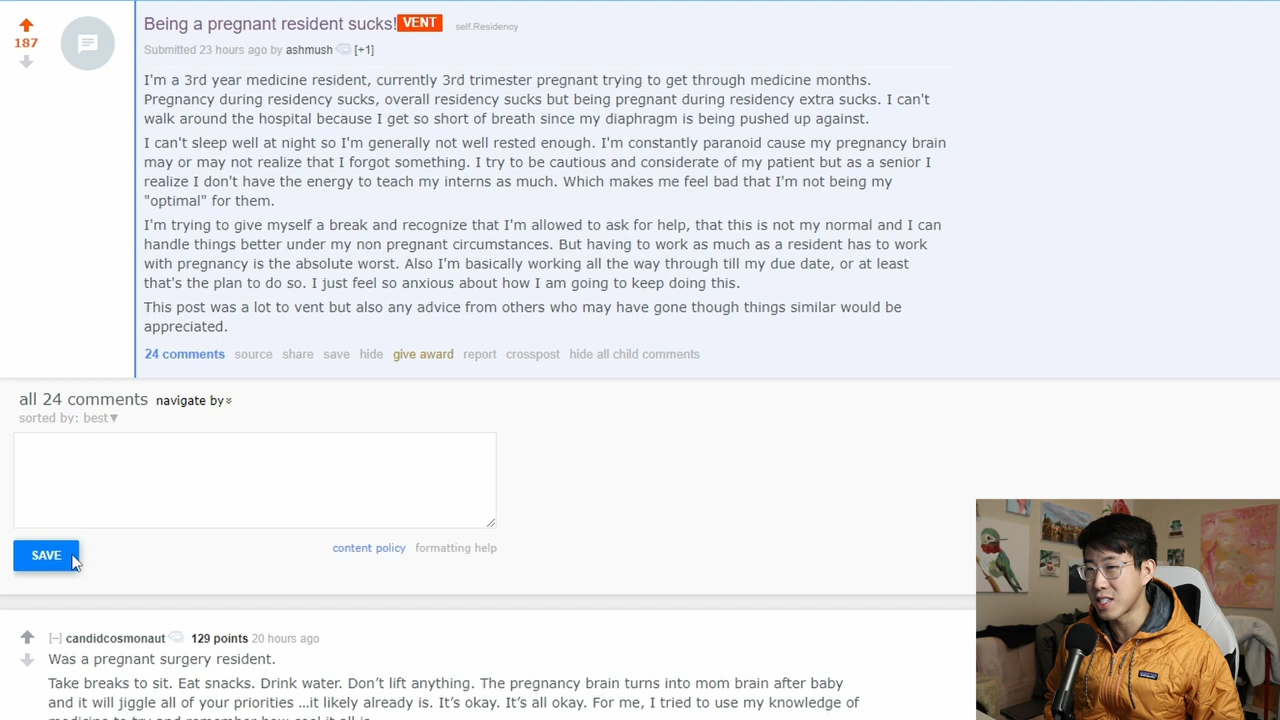 Being a pregnant resident sucks! VENT self.Residency
187
Submitted 23 hours ago by ashmush [+1]
I'm a 3rd year medicine resident, currently 3rd trimester pregnant trying to get through medicine months.
Pregnancy during residency sucks, overall residency sucks but being pregnant during residency extra sucks. I can't
walk around the hospital because I get so short of breath since my diaphragm is being pushed up against.
I can't sleep well at night so I'm generally not well rested enough. I'm constantly paranoid cause my pregnancy brain
may or may not realize that I forgot something. I try to be cautious and considerate of my patient but as a senior I
realize I don't have the energy to teach my interns as much. Which makes me feel bad that I'm not being my
"optimal" for them.
I'm trying to give myself a break and recognize that I'm allowed to ask for help, that this is not my normal and I can
handle things better under my non pregnant circumstances. But having to work as much as a resident has to work
with pregnancy is the absolute worst. Also I'm basically working all the way through till my due date, or at least
that's the plan to do so. I just feel so anxious about how I am going to keep doing this.
This post was a lot to vent but also any advice from others who may have gone though things similar would be
appreciated.
24 comments source share save hide give award report crosspost hide all child comments
all 24 comments navigate by
sorted by: best▼
SAVE content policy formatting help
[–] candidcosmonaut 129 points 20 hours ago
Was a pregnant surgery resident.
Take breaks to sit. Eat snacks. Drink water. Don't lift anything. The pregnancy brain turns into mom brain after baby
and it will jiggle all of your priorities ...it likely already is. It's okay. It's all okay. For me, I tried to use my knowledge of
medicine to try and remember how cool it all is